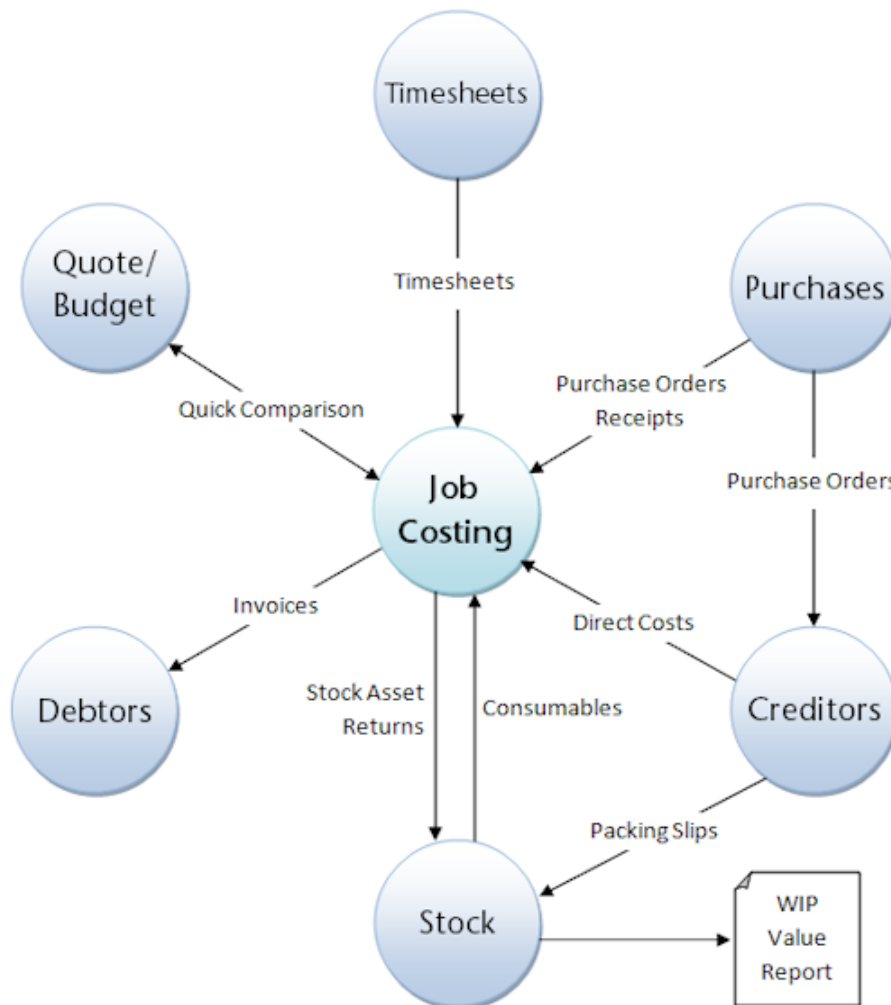 Timesheets
Quote/
Budget
Timesheets
Purchases
Quick Comparison
Purchase Orders
Receipts
Job
Costing
Purchase Orders
Invoices
Direct Costs
Debtors
Stock Asset
Returns
Consumables
Creditors
Packing Slips
Stock
WIP
Value
Report